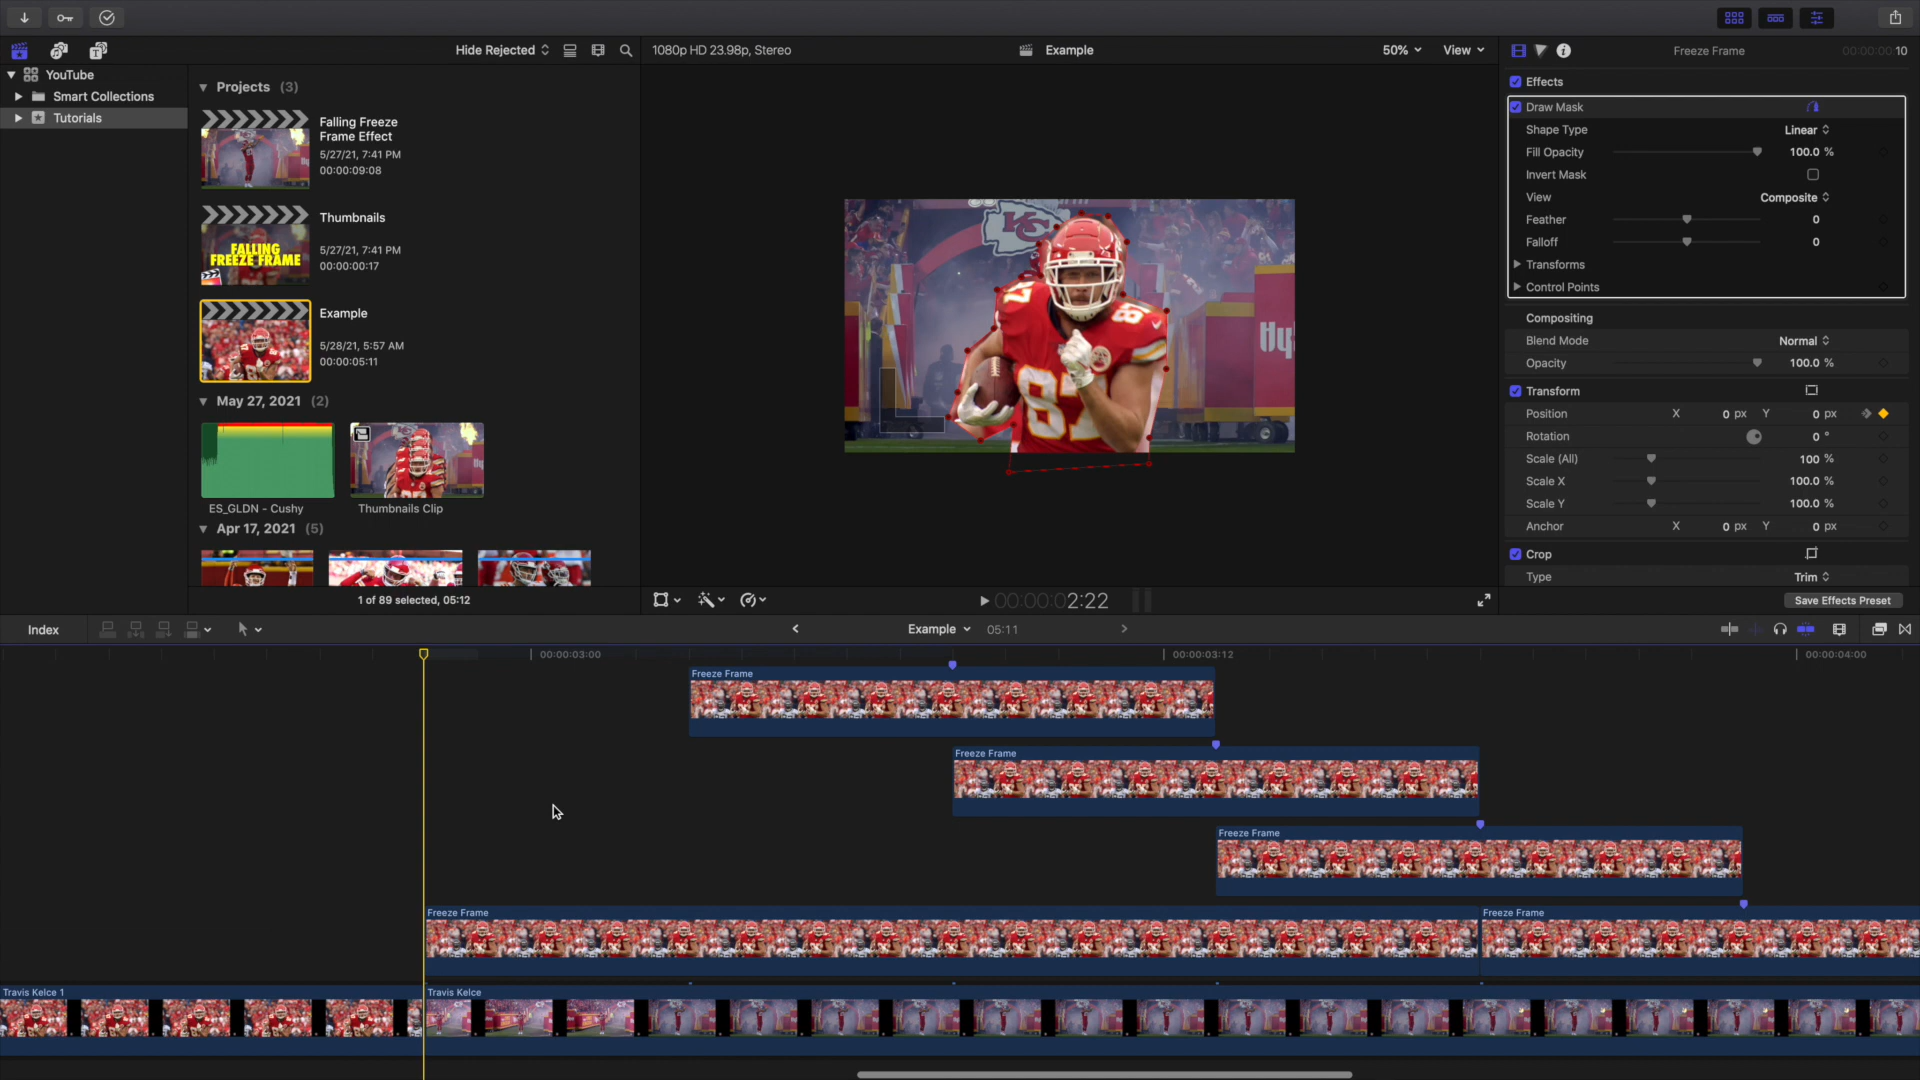 Hide Rejected
1080p HD 23.98p, Stereo
Example
50%
View
Freeze Frame
00:00:00:10
YouTube
Smart Collections
Tutorials
Projects (3)
Falling Freeze
Frame Effect
5/27/21, 7:41 PM
00:00:09:08
Thumbnails
5/27/21, 7:41 PM
00:00:00:17
FALLING
FREEZE FRAME
Example
5/28/21, 5:57 AM
00:00:05:11
May 27, 2021 (2)
ES_GLDN - Cushy
Thumbnails Clip
Apr 17, 2021 (5)
1 of 89 selected, 05:12
KC
87
87
87
Hy
Effects
Draw Mask
Shape Type
Linear
Fill Opacity
100.0 %
Invert Mask
View
Composite
Feather
0
Falloff
0
Transforms
Control Points
Compositing
Blend Mode
Normal
Opacity
100.0 %
Transform
Position X 0 px Y 0 px
Rotation
0 °
Scale (All)
100 %
Scale X
100.0 %
Scale Y
100.0 %
Anchor X 0 px Y 0 px
Crop
Type
Trim
Save Effects Preset
00:00:02:22
Index
Example
05:11
00:00:03:00
00:00:03:12
00:00:04:00
Freeze Frame
Freeze Frame
Freeze Frame
Freeze Frame
Freeze Frame
Travis Kelce 1
Travis Kelce